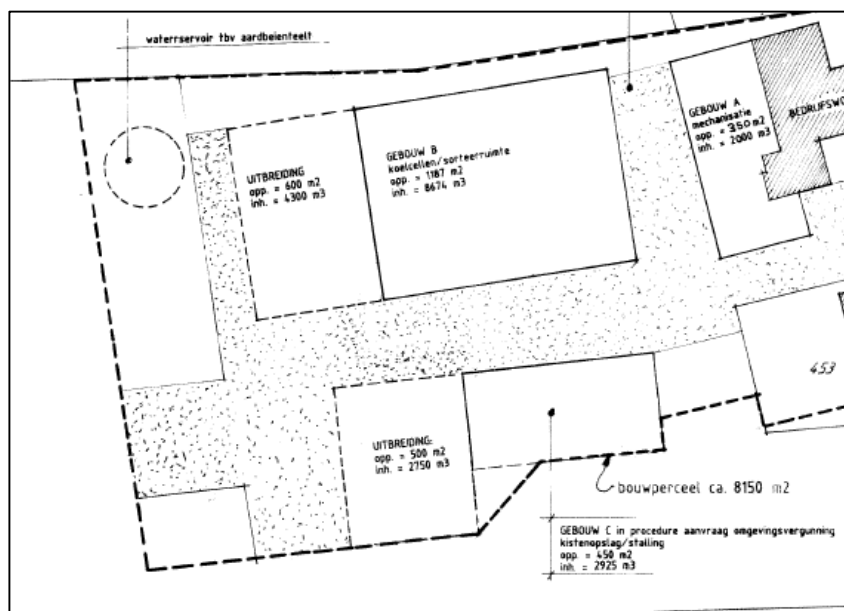 waterrservoir tbv aardbeienteelt
GEBOUW A
mechanisatie
opp. = 350 m2
inh. = 2000 m3
GEBOUW B
koelcellen/sorteerruimte
opp. = 1187 m2
inh. = 8674 m3
UITBREIDING
opp. = 600 m2
inh. = 4300 m3
453
UITBREIDING:
opp. = 500 m2
inh. = 2750 m3
bouwperceel ca. 8150 m2
GEBOUW C in procedure aanvraag omgevingsvergunning
kistenopslag/stalling
opp. = 450 m2
inh. = 2925 m3